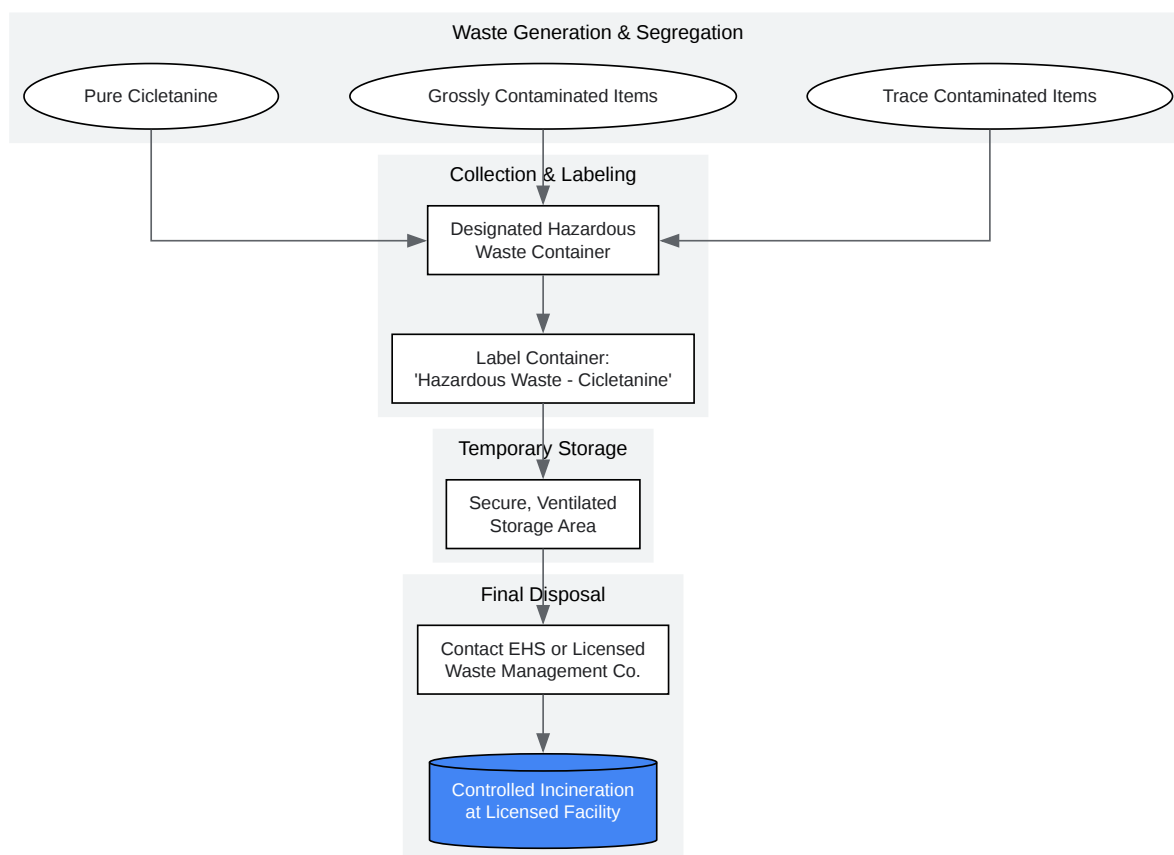 Waste Generation & Segregation
Pure Cicletanine
Grossly Contaminated Items
Trace Contaminated Items
Collection & Labeling
Designated Hazardous
Waste Container
Label Container:
'Hazardous Waste - Cicletanine'
Temporary Storage
Secure, Ventilated
Storage Area
Final Disposal
Contact EHS or Licensed
Waste Management Co.
Controlled Incineration
at Licensed Facility